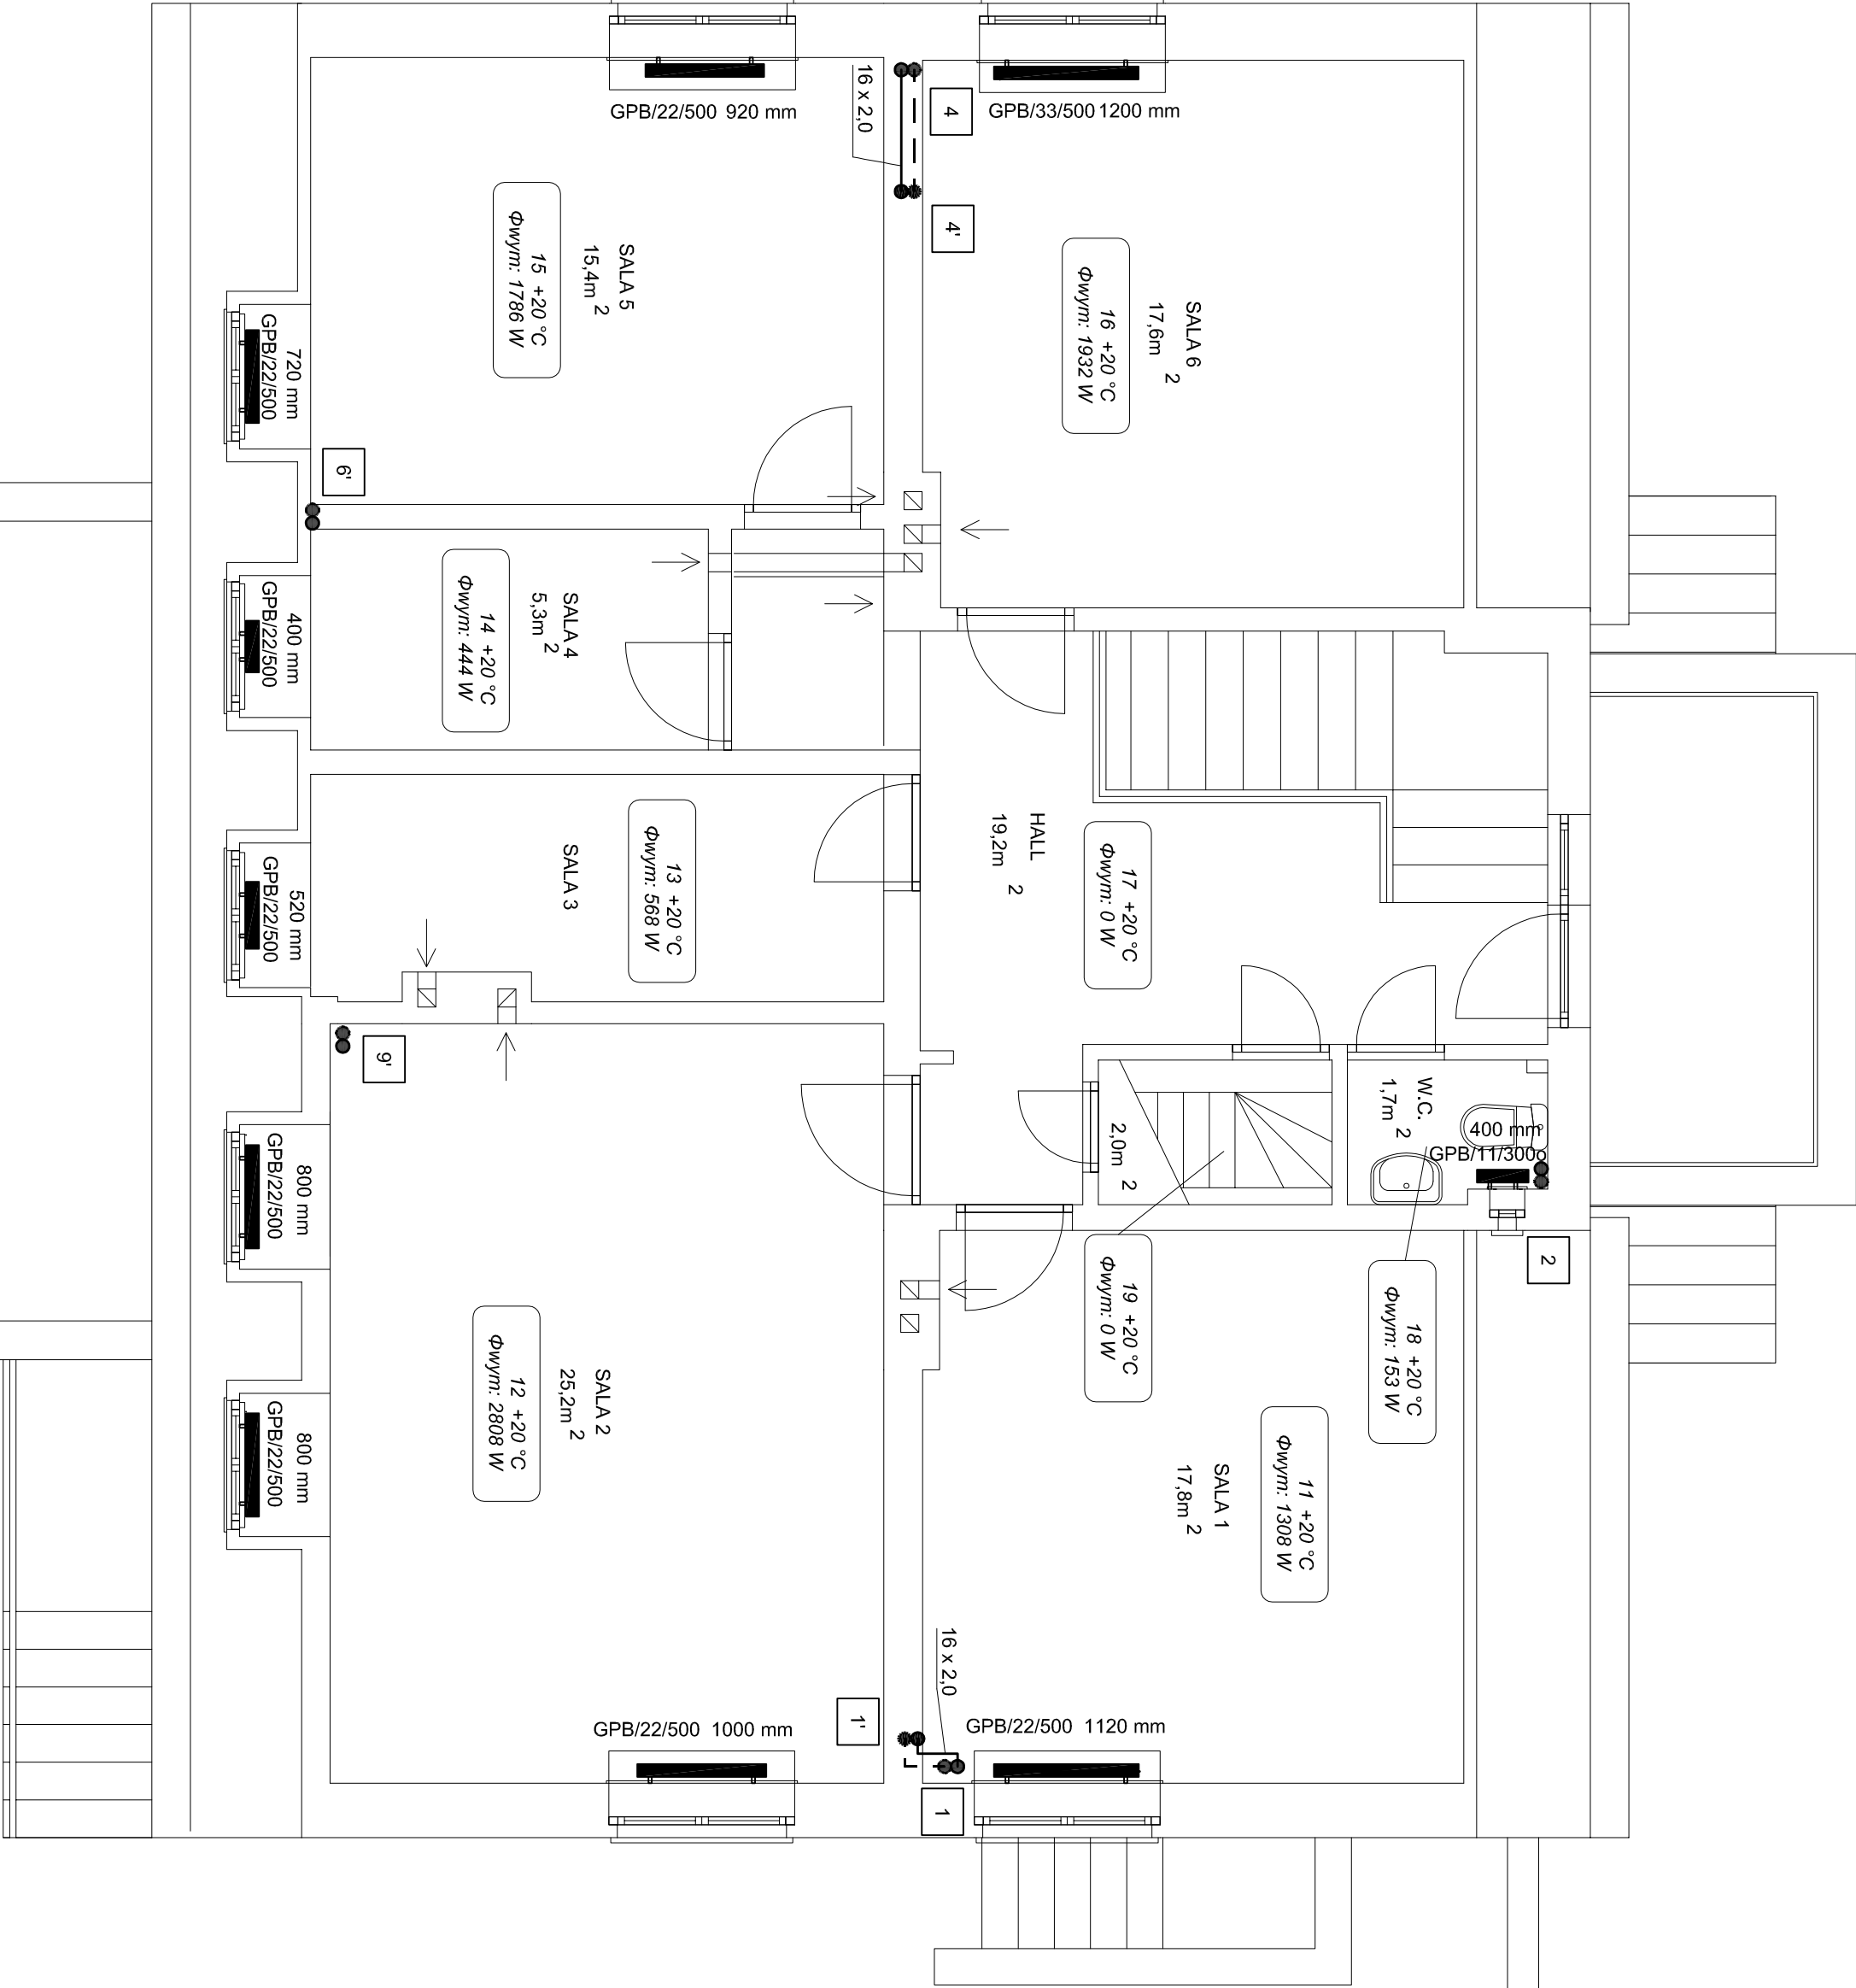 16 x 2,0
4
4'
GPB/22/500 920 mm
GPB/33/500 1200 mm
SALA 5
15,4m 2
15 +20 °C
Φwym: 1786 W
SALA 6
17,6m 2
16 +20 °C
Φwym: 1932 W
720 mm
GPB/22/500
6'
SALA 4
5,3m 2
14 +20 °C
Φwym: 444 W
400 mm
GPB/22/500
HALL
19,2m 2
17 +20 °C
Φwym: 0 W
SALA 3
13 +20 °C
Φwym: 568 W
520 mm
GPB/22/500
9'
W.C.
1,7m 2
400 mm
GPB/11/300
2,0m 2
2
18 +20 °C
Φwym: 153 W
19 +20 °C
Φwym: 0 W
800 mm
GPB/22/500
SALA 2
25,2m 2
12 +20 °C
Φwym: 2808 W
11 +20 °C
Φwym: 1308 W
SALA 1
17,8m 2
800 mm
GPB/22/500
16 x 2,0
1'
1
GPB/22/500 1000 mm
GPB/22/500 1120 mm